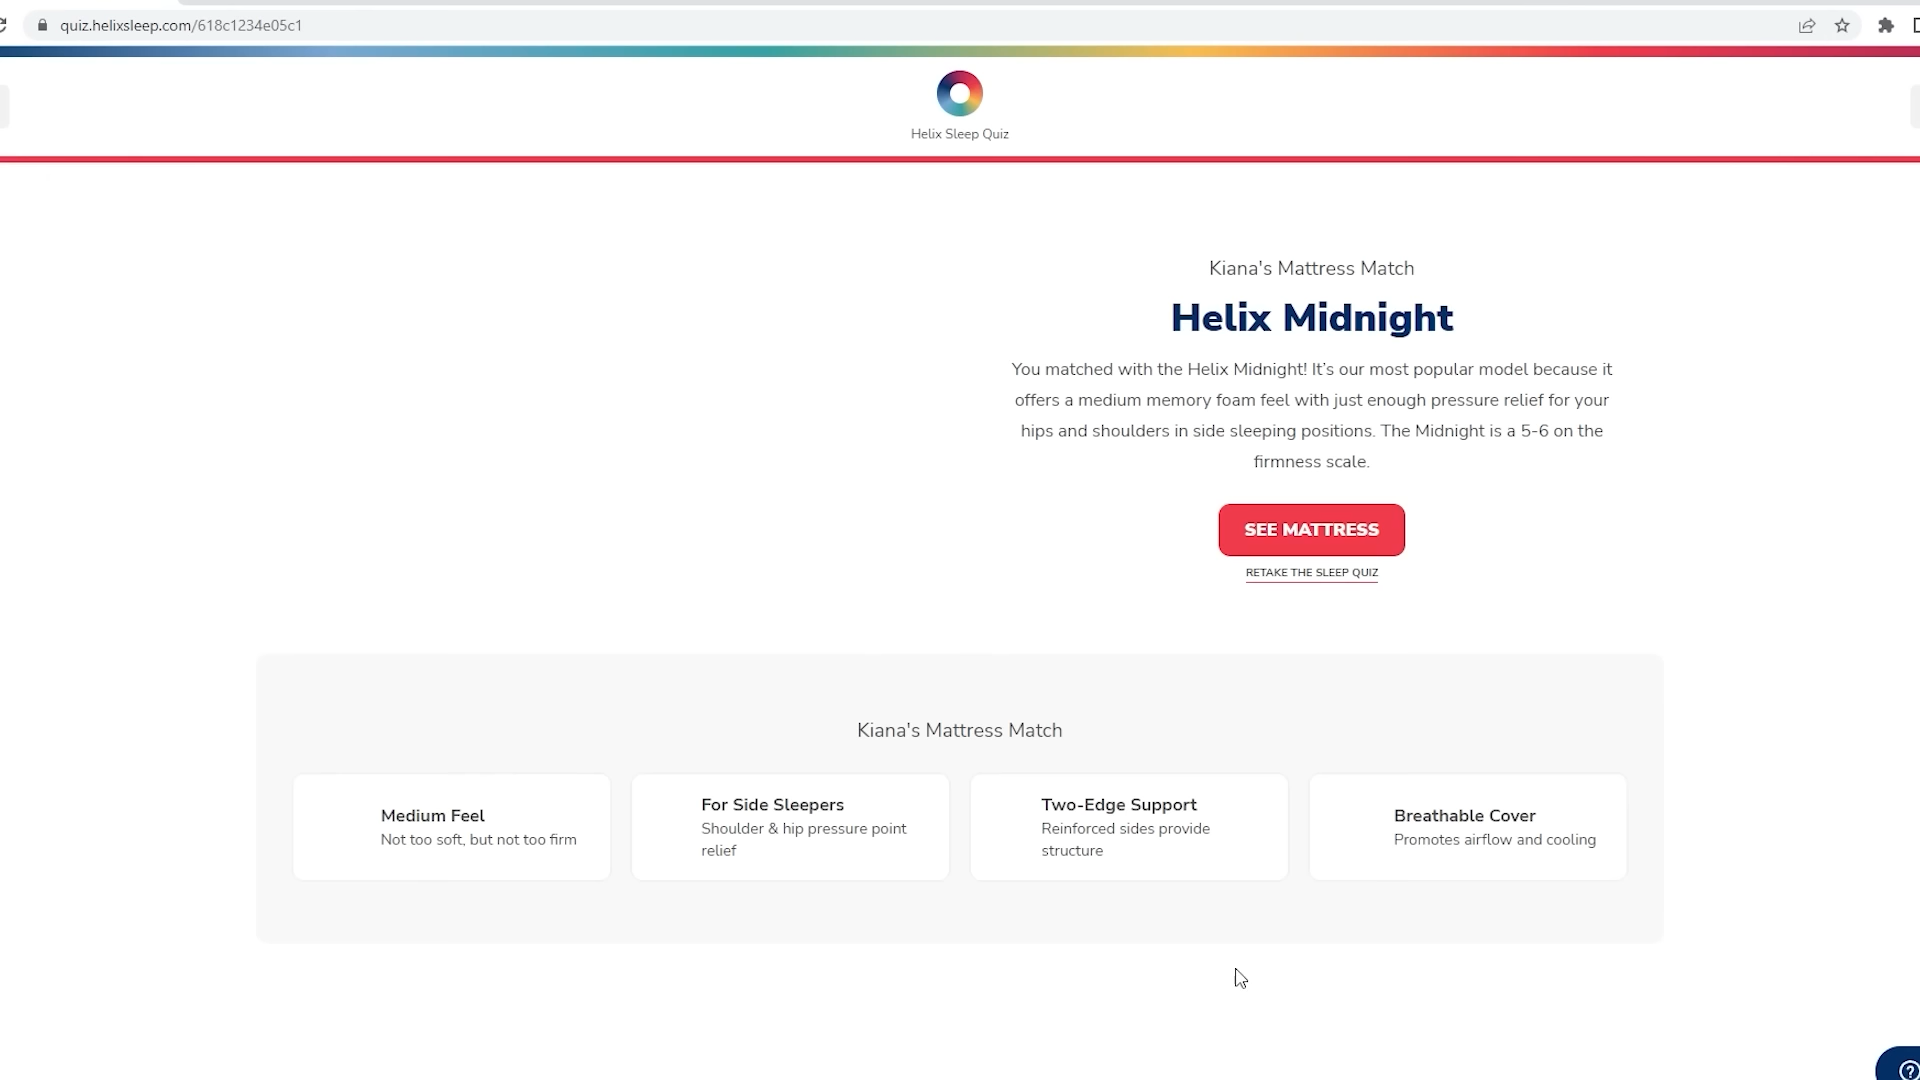 quiz.helixsleep.com/618c1234e05c1
Helix Sleep Quiz
Kiana's Mattress Match
Helix Midnight
You matched with the Helix Midnight! It’s our most popular model because it
offers a medium memory foam feel with just enough pressure relief for your
hips and shoulders in side sleeping positions. The Midnight is a 5-6 on the
firmness scale.
SEE MATTRESS
RETAKE THE SLEEP QUIZ
Kiana's Mattress Match
Medium Feel
Not too soft, but not too firm
For Side Sleepers
Shoulder & hip pressure point
relief
Two-Edge Support
Reinforced sides provide
structure
Breathable Cover
Promotes airflow and cooling